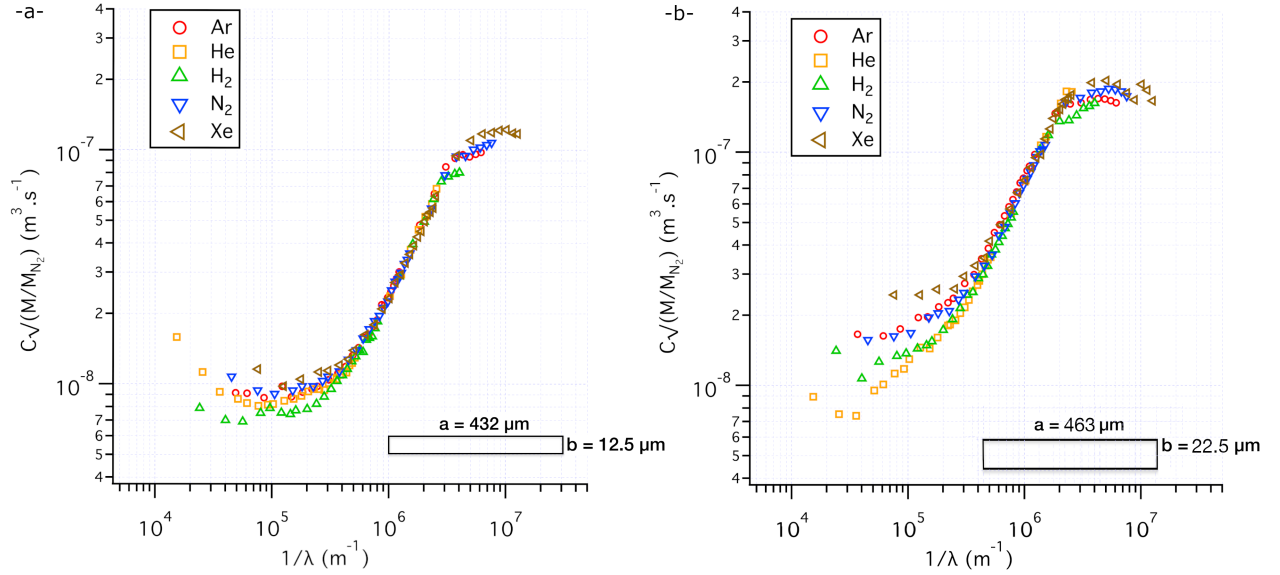 -a-
Ar
He
H₂
N₂
Xe
C√(M/M_N₂) (m³.s⁻¹)
4
3
2
10⁻⁷
7
6
5
4
3
2
10⁻⁸
7
6
5
4
a = 432 µm
b = 12.5 µm
10⁴ 10⁵ 10⁶ 10⁷
1/λ (m⁻¹)
-b-
Ar
He
H₂
N₂
Xe
C√(M/M_N₂) (m³.s⁻¹)
4
3
2
10⁻⁷
7
6
5
4
3
2
10⁻⁸
7
6
5
4
a = 463 µm
b = 22.5 µm
10⁴ 10⁵ 10⁶ 10⁷
1/λ (m⁻¹)